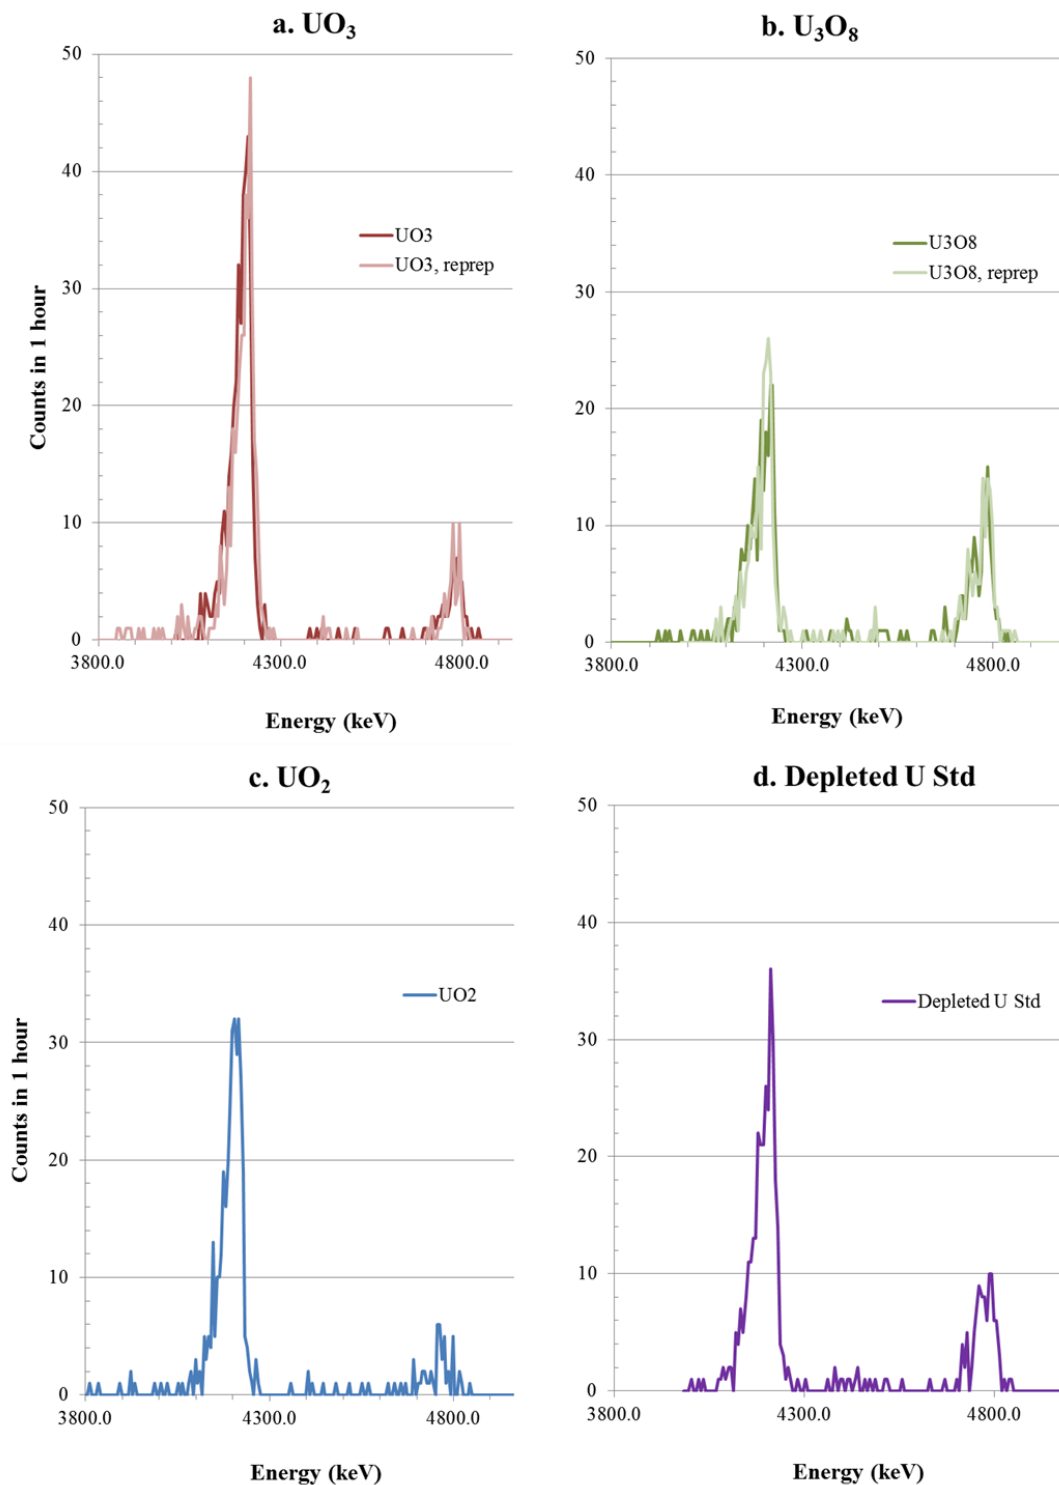 a. UO₃
50
40
30
20
10
0
3800.0
4300.0
4800.0
Counts in 1 hour
Energy (keV)
UO3
UO3, reprep
b. U₃O₈
50
40
30
20
10
0
3800.0
4300.0
4800.0
Energy (keV)
U3O8
U3O8, reprep
c. UO₂
50
40
30
20
10
0
3800.0
4300.0
4800.0
Counts in 1 hour
Energy (keV)
UO2
d. Depleted U Std
50
40
30
20
10
0
3800.0
4300.0
4800.0
Energy (keV)
Depleted U Std